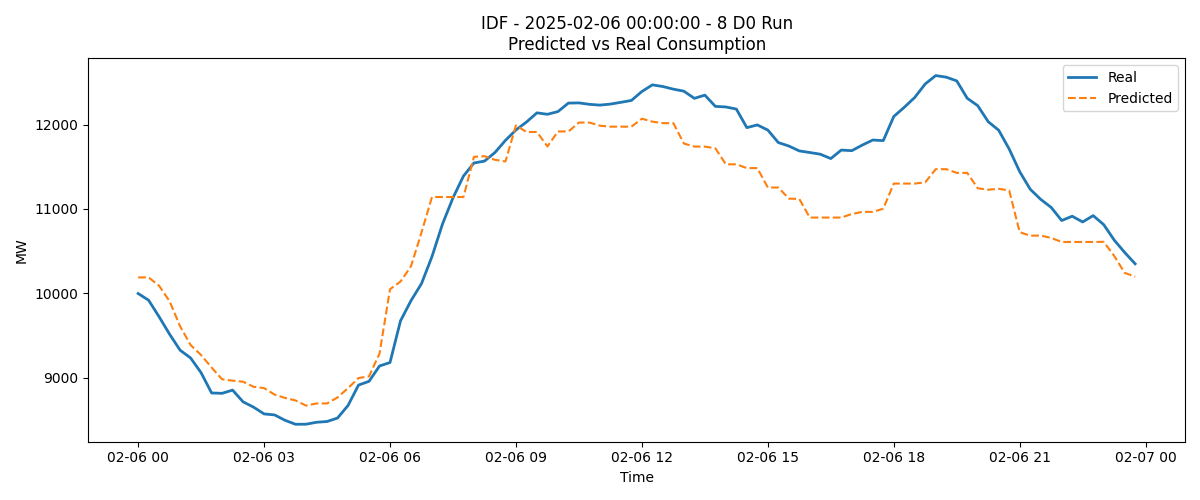 IDF - 2025-02-06 00:00:00 - 8 D0 Run
Predicted vs Real Consumption
Real
Predicted
MW
12000
11000
10000
9000
02-06 00
02-06 03
02-06 06
02-06 09
02-06 12
02-06 15
02-06 18
02-06 21
02-07 00
Time